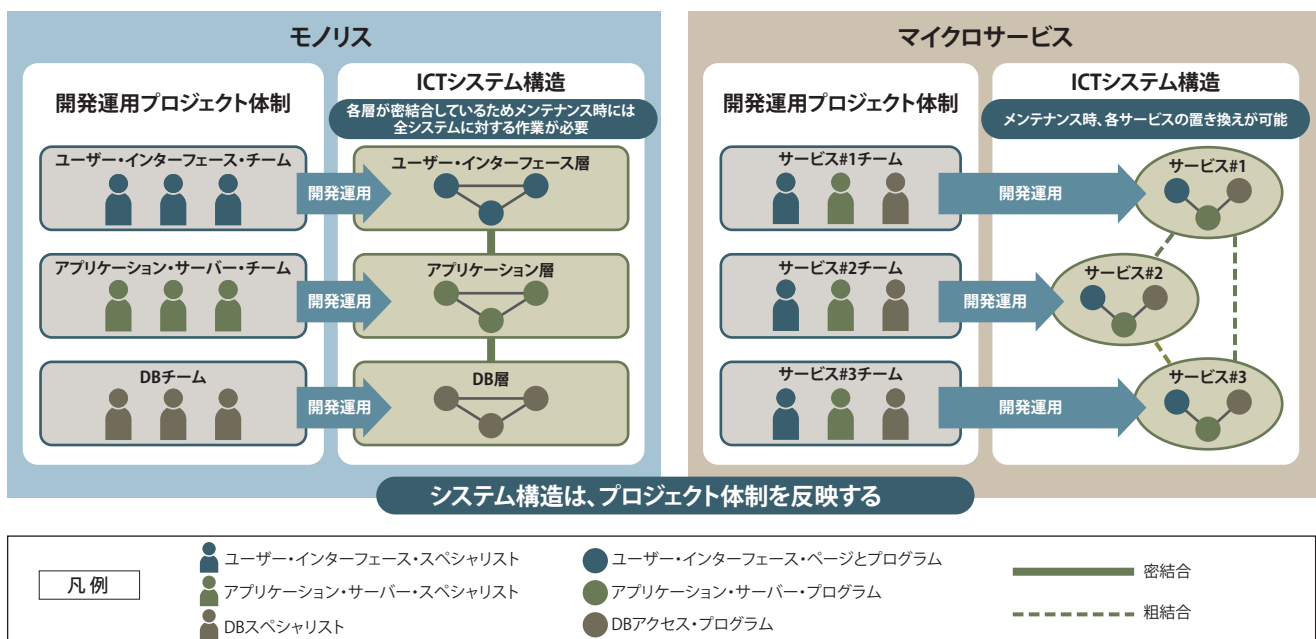 モノリス
開発運用プロジェクト体制
ICTシステム構造
各層が密結合しているためメンテナンス時には
全システムに対する作業が必要
ユーザー・インターフェース・チーム
開発運用
ユーザー・インターフェース層
アプリケーション・サーバー・チーム
開発運用
アプリケーション層
DBチーム
開発運用
DB層
マイクロサービス
開発運用プロジェクト体制
ICTシステム構造
メンテナンス時、各サービスの置き換えが可能
サービス#1チーム
開発運用
サービス#1
サービス#2チーム
開発運用
サービス#2
サービス#3チーム
開発運用
サービス#3
システム構造は、プロジェクト体制を反映する
凡例
ユーザー・インターフェース・スペシャリスト
アプリケーション・サーバー・スペシャリスト
DBスペシャリスト
ユーザー・インターフェース・ページとプログラム
アプリケーション・サーバー・プログラム
DBアクセス・プログラム
密結合
粗結合